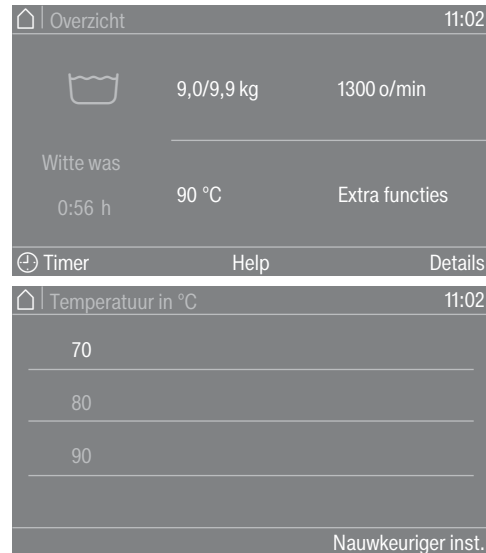 Overzicht 11:02
9,0/9,9 kg 1300 o/min
Witte was
0:56 h
90 °C Extra functies
Timer Help Details
Temperatuur in °C 11:02
70
80
90
Nauwkeuriger inst.